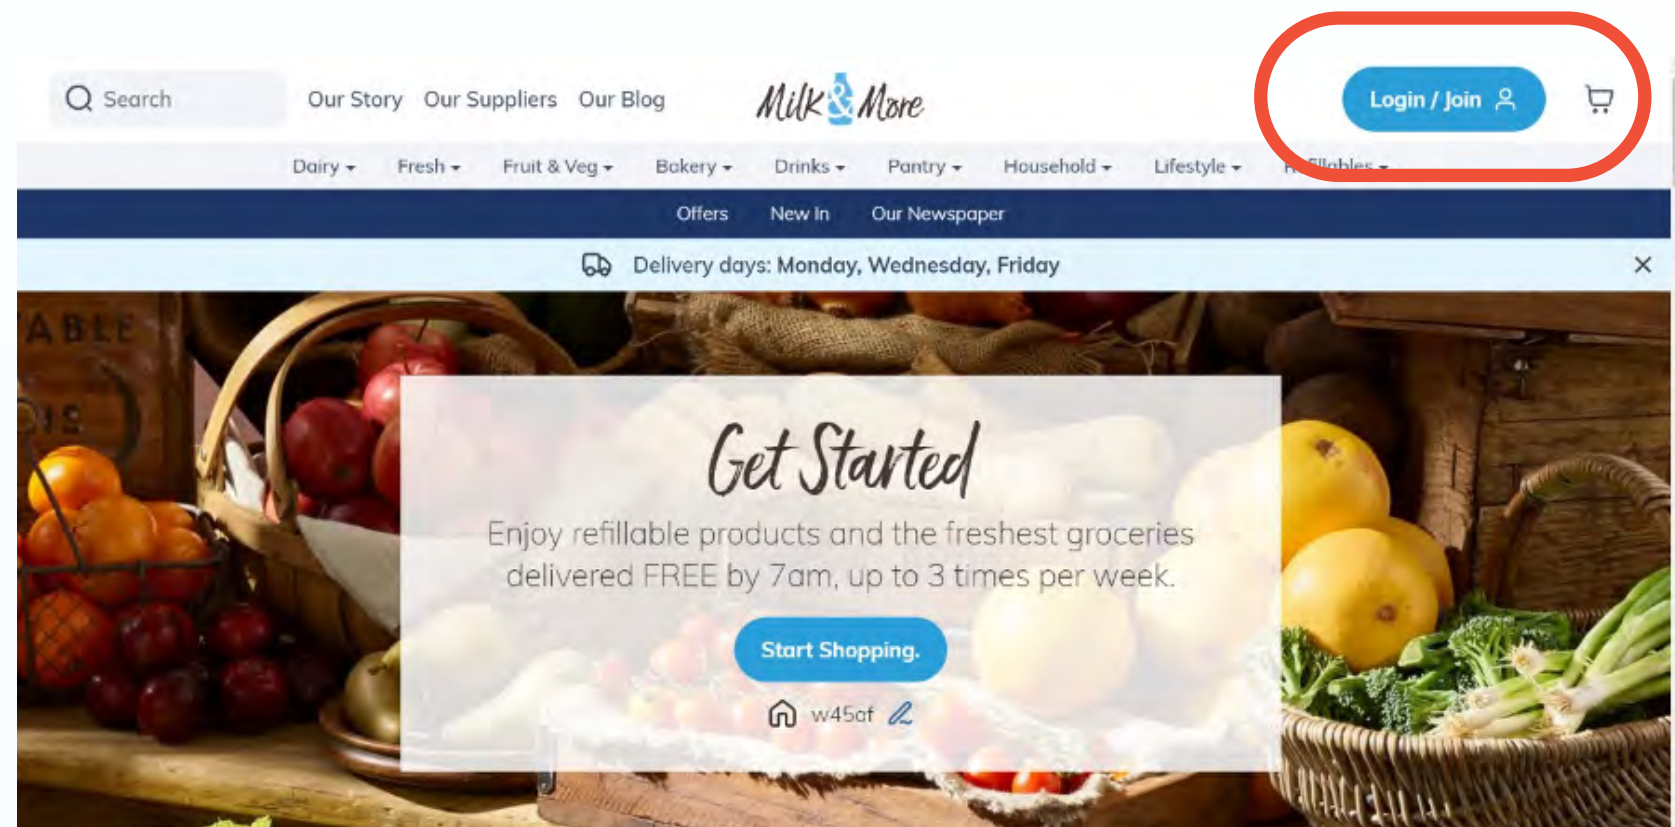 Search
Our Story Our Suppliers Our Blog
Milk & More
Login / Join
Dairy Fresh Fruit & Veg Bakery Drinks Pantry Household Lifestyle Refillables
Offers New In Our Newspaper
Delivery days: Monday, Wednesday, Friday
ABLE
Get Started
Enjoy refillable products and the freshest groceries
delivered FREE by 7am, up to 3 times per week.
Start Shopping.
w45af